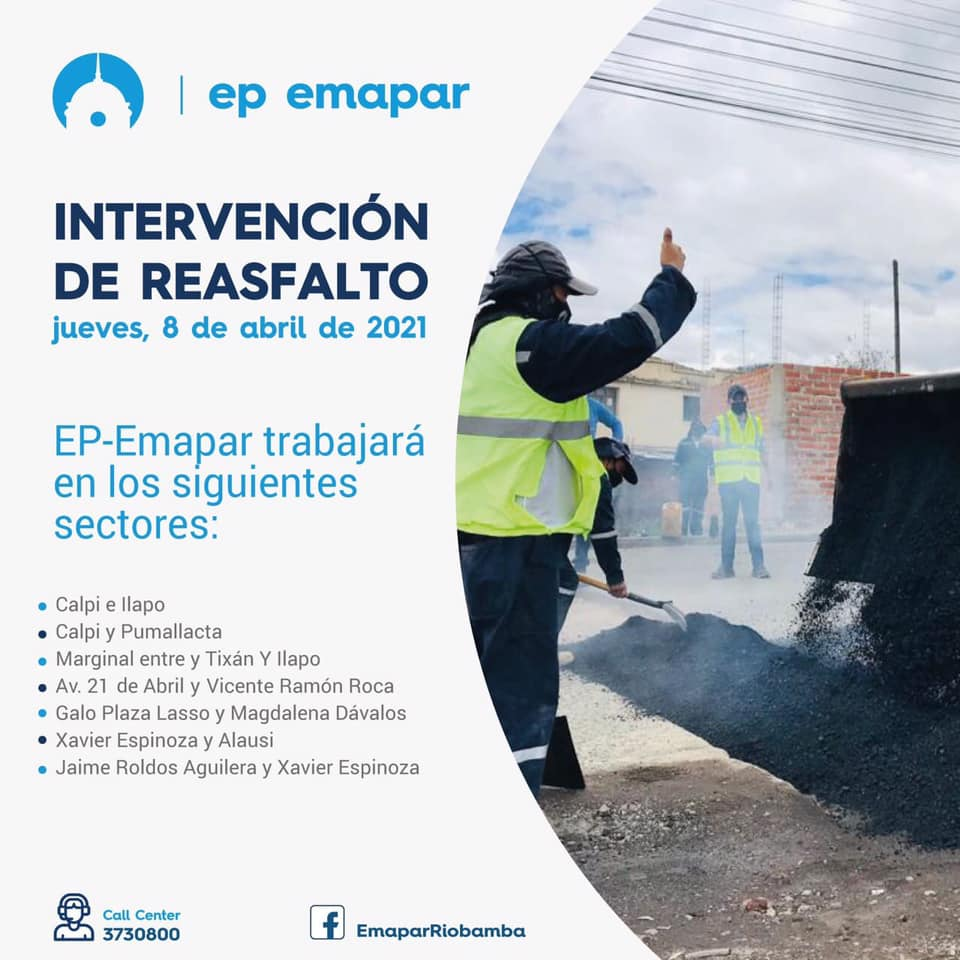 ep emapar
INTERVENCIÓN
DE REASFALTO
jueves, 8 de abril de 2021
EP-Emapar trabajará
en los siguientes
sectores:
Calpi e Ilapo
Calpi y Pumallacta
Marginal entre y Tixán Y Ilapo
Av. 21 de Abril y Vicente Ramón Roca
Galo Plaza Lasso y Magdalena Dávalos
Xavier Espinoza y Alausi
Jaime Roldos Aguilera y Xavier Espinoza
Call Center
3730800
EmaparRiobamba